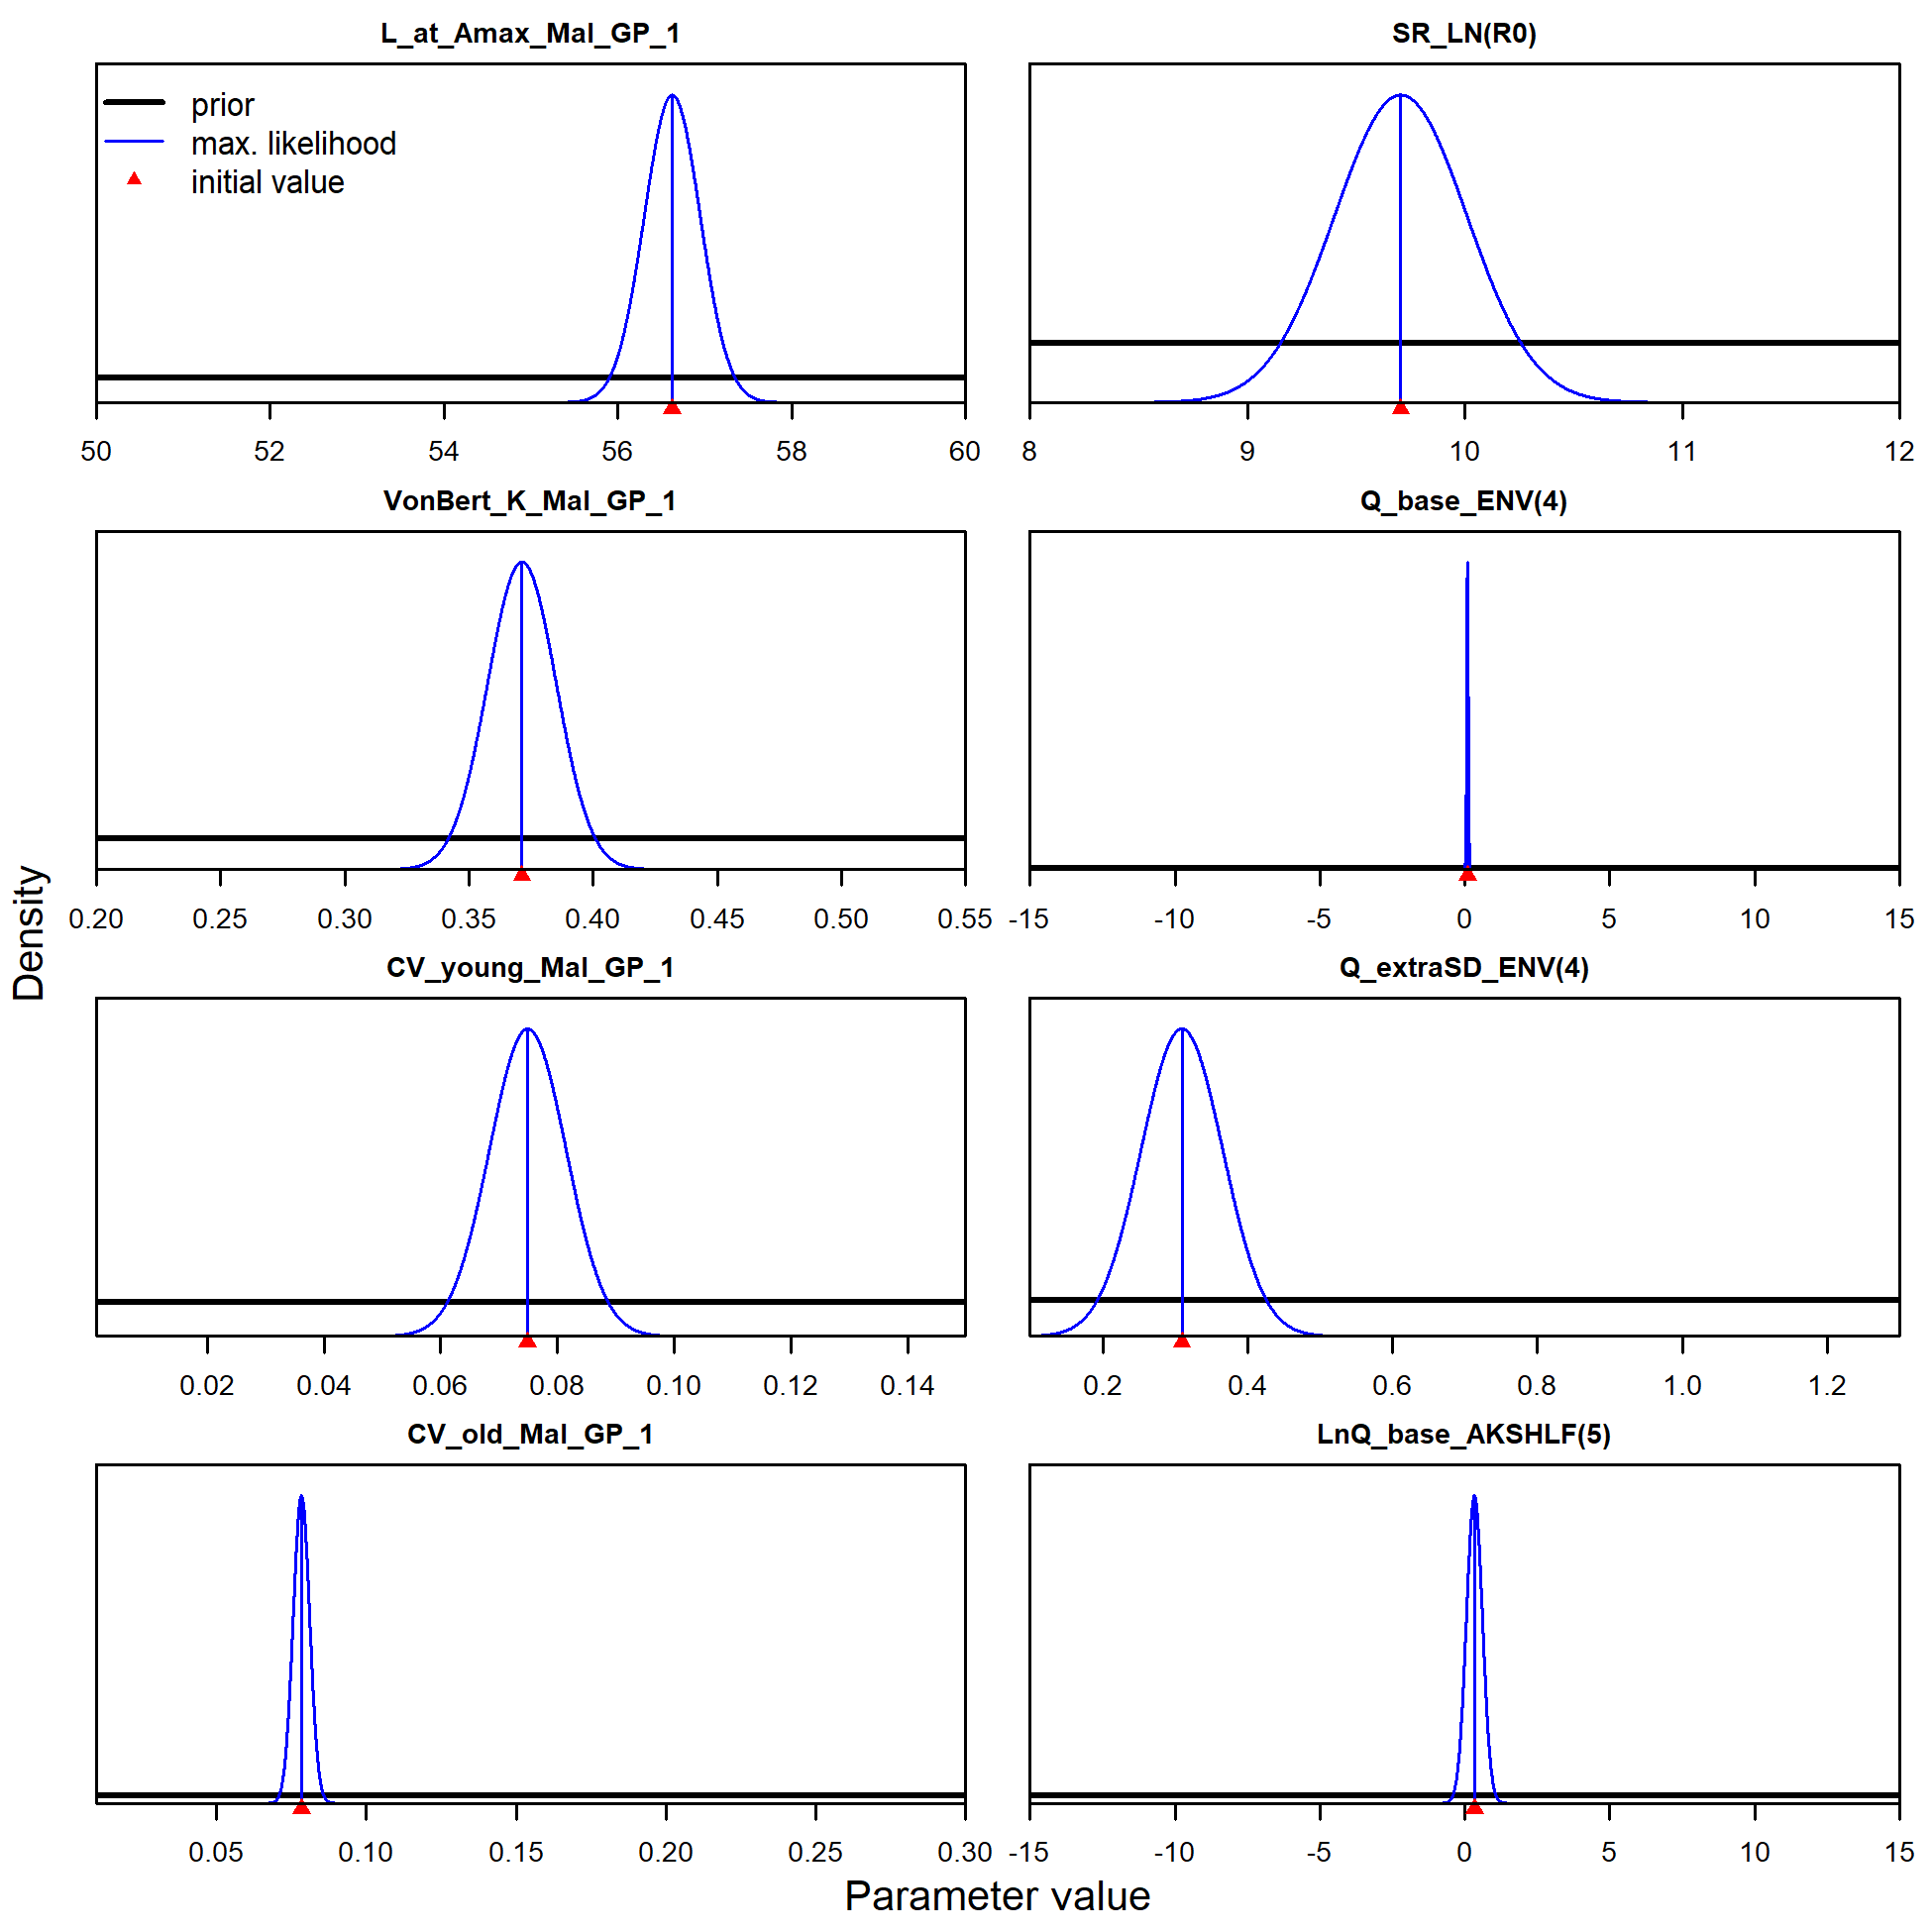 L_at_Amax_Mal_GP_1
prior
max. likelihood
initial value
50 52 54 56 58 60
SR_LN(R0)
8 9 10 11 12
VonBert_K_Mal_GP_1
0.20 0.25 0.30 0.35 0.40 0.45 0.50 0.55
Q_base_ENV(4)
-15 -10 -5 0 5 10 15
CV_young_Mal_GP_1
0.02 0.04 0.06 0.08 0.10 0.12 0.14
Q_extraSD_ENV(4)
0.2 0.4 0.6 0.8 1.0 1.2
CV_old_Mal_GP_1
0.05 0.10 0.15 0.20 0.25 0.30
LnQ_base_AKSHLF(5)
-15 -10 -5 0 5 10 15
Density
Parameter value